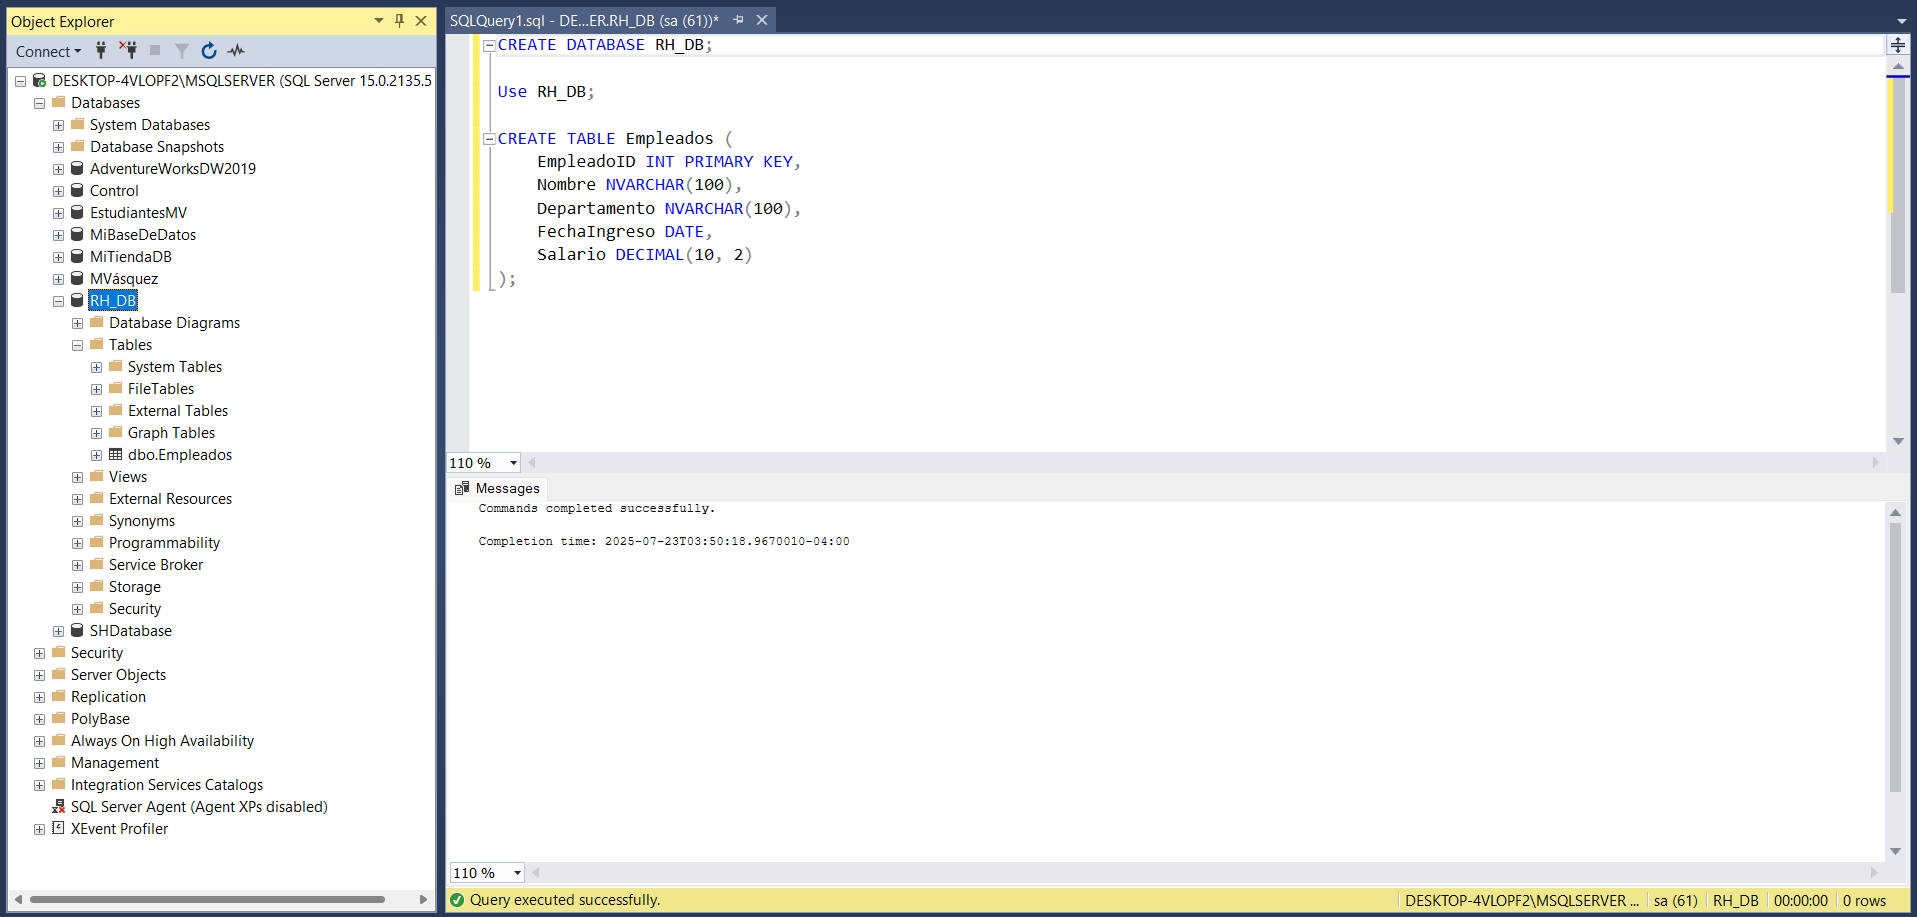 Object Explorer
Connect
DESKTOP-4VLOPF2\MSQLSERVER (SQL Server 15.0.2135.5
Databases
System Databases
Database Snapshots
AdventureWorksDW2019
Control
EstudiantesMV
MiBaseDeDatos
MiTiendaDB
MVásquez
RH_DB
Database Diagrams
Tables
System Tables
FileTables
External Tables
Graph Tables
dbo.Empleados
Views
External Resources
Synonyms
Programmability
Service Broker
Storage
Security
SHDatabase
Security
Server Objects
Replication
PolyBase
Always On High Availability
Management
Integration Services Catalogs
SQL Server Agent (Agent XPs disabled)
XEvent Profiler
SQLQuery1.sql - DE...ER.RH_DB (sa (61))*
CREATE DATABASE RH_DB;
Use RH_DB;
CREATE TABLE Empleados (
EmpleadoID INT PRIMARY KEY,
Nombre NVARCHAR(100),
Departamento NVARCHAR(100),
FechaIngreso DATE,
Salario DECIMAL(10, 2)
);
110 %
Messages
Commands completed successfully.
Completion time: 2025-07-23T03:50:18.9670010-04:00
110 %
Query executed successfully.
DESKTOP-4VLOPF2\MSQLSERVER ... sa (61) RH_DB 00:00:00 0 rows